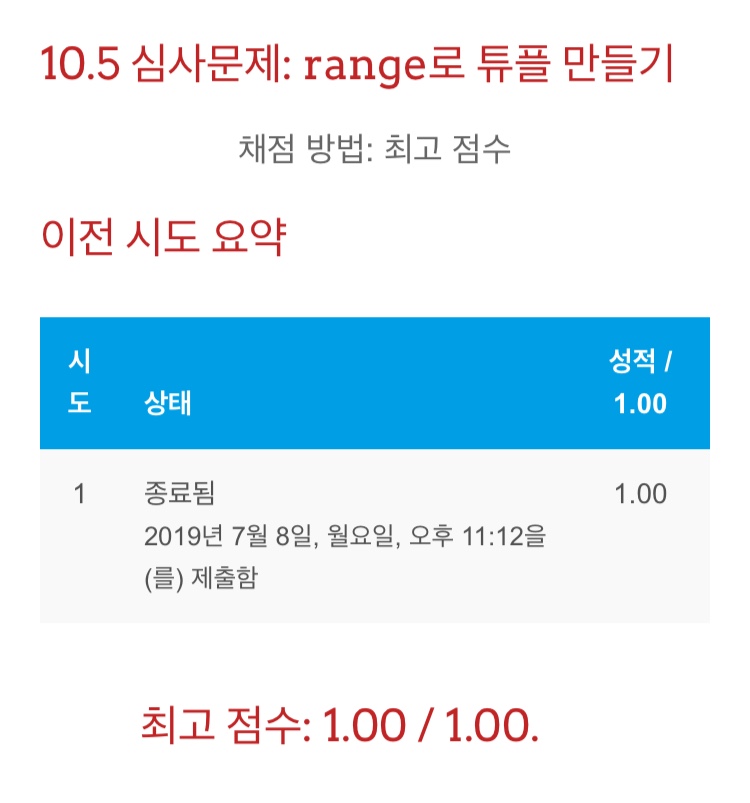 10.5 심사문제: range로 튜플 만들기
채점 방법: 최고 점수
이전 시도 요약
시
도
상태
성적 /
1.00
1
종료됨
1.00
2019년 7월 8일, 월요일, 오후 11:12을
(를) 제출함
최고 점수: 1.00 / 1.00.